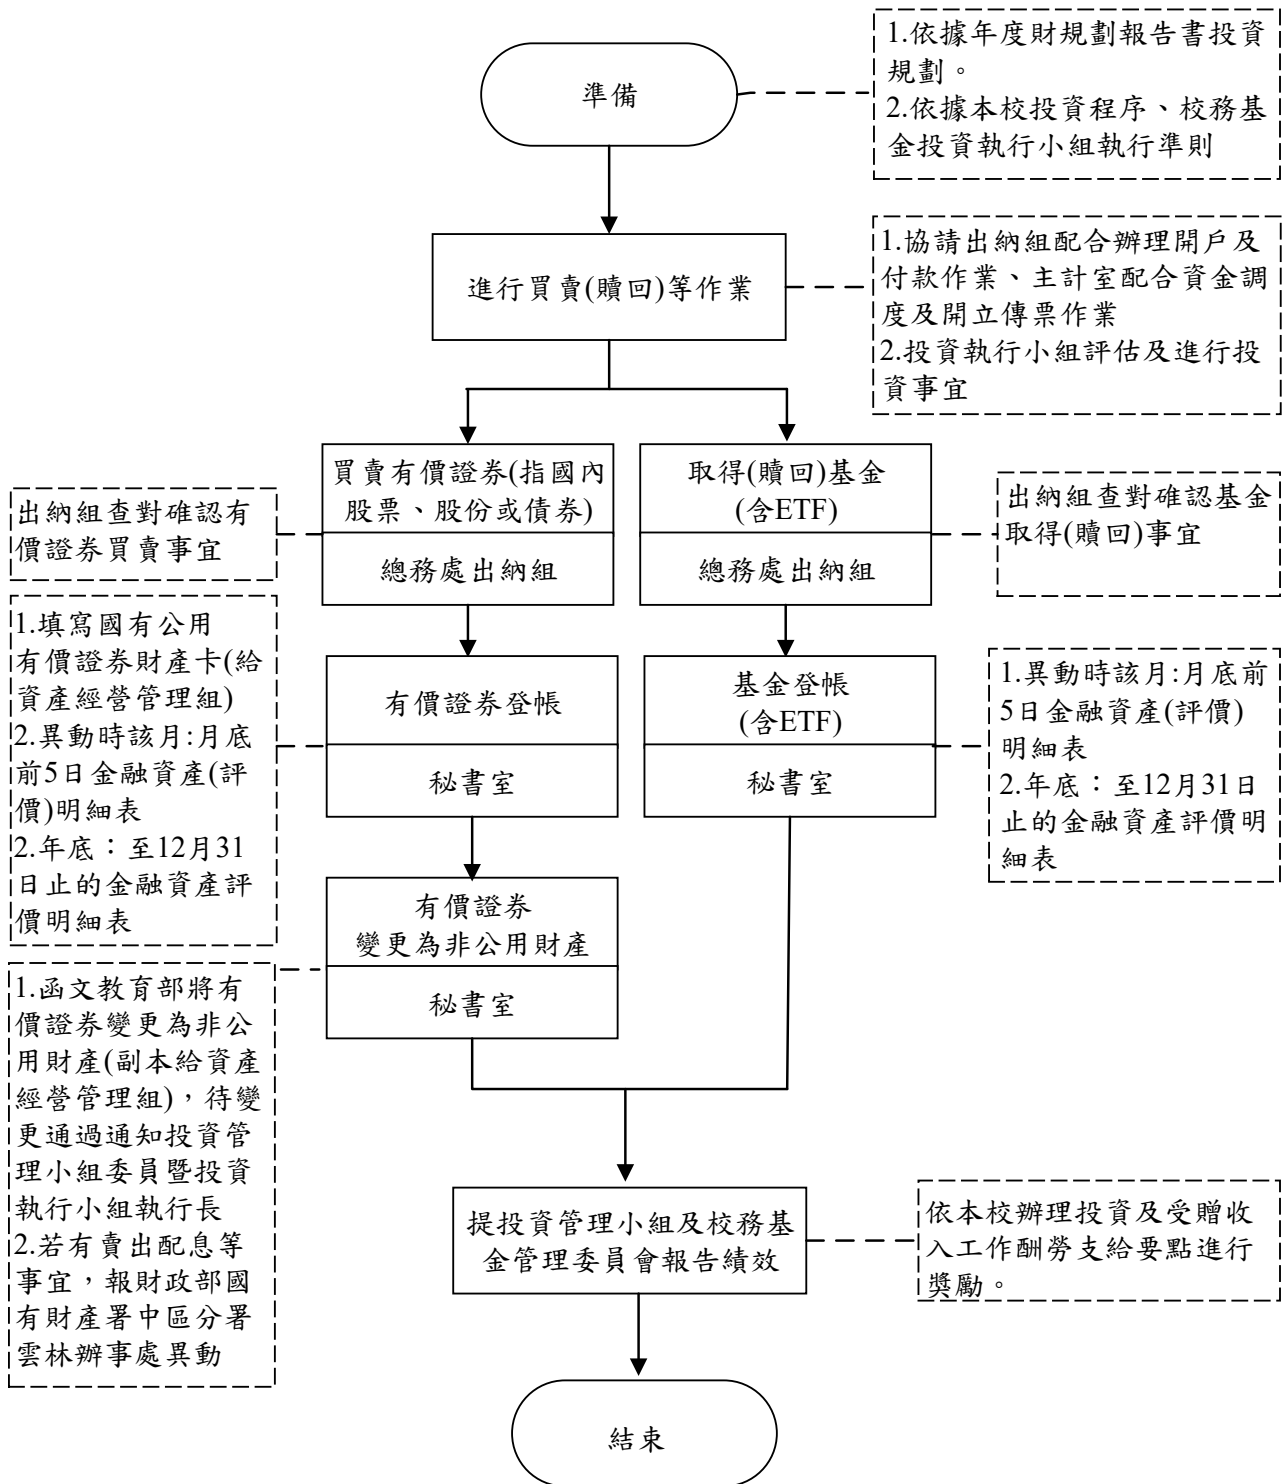 準備
1.依據年度財規劃報告書投資
規劃。
2.依據本校投資程序、校務基
金投資執行小組執行準則
進行買賣(贖回)等作業
1.協請出納組配合辦理開戶及
付款作業、主計室配合資金調
度及開立傳票作業
2.投資執行小組評估及進行投
資事宜
買賣有價證券(指國內
股票、股份或債券)
總務處出納組
出納組查對確認有
價證券買賣事宜
取得(贖回)基金
(含ETF)
總務處出納組
出納組查對確認基金
取得(贖回)事宜
1.填寫國有公用
有價證券財產卡(給
資產經營管理組)
2.異動時該月:月底
前5日金融資產(評
價)明細表
2.年底：至12月31
日止的金融資產評
價明細表
有價證券登帳
秘書室
基金登帳
(含ETF)
秘書室
1.異動時該月:月底前
5日金融資產(評價)
明細表
2.年底：至12月31日
止的金融資產評價明
細表
有價證券
變更為非公用財產
秘書室
1.函文教育部將有
價證券變更為非公
用財產(副本給資產
經營管理組)，待變
更通過通知投資管
理小組委員暨投資
執行小組執行長
2.若有賣出配息等
事宜，報財政部國
有財產署中區分署
雲林辦事處異動
提投資管理小組及校務基
金管理委員會報告績效
依本校辦理投資及受贈收
入工作酬勞支給要點進行
獎勵。
結束